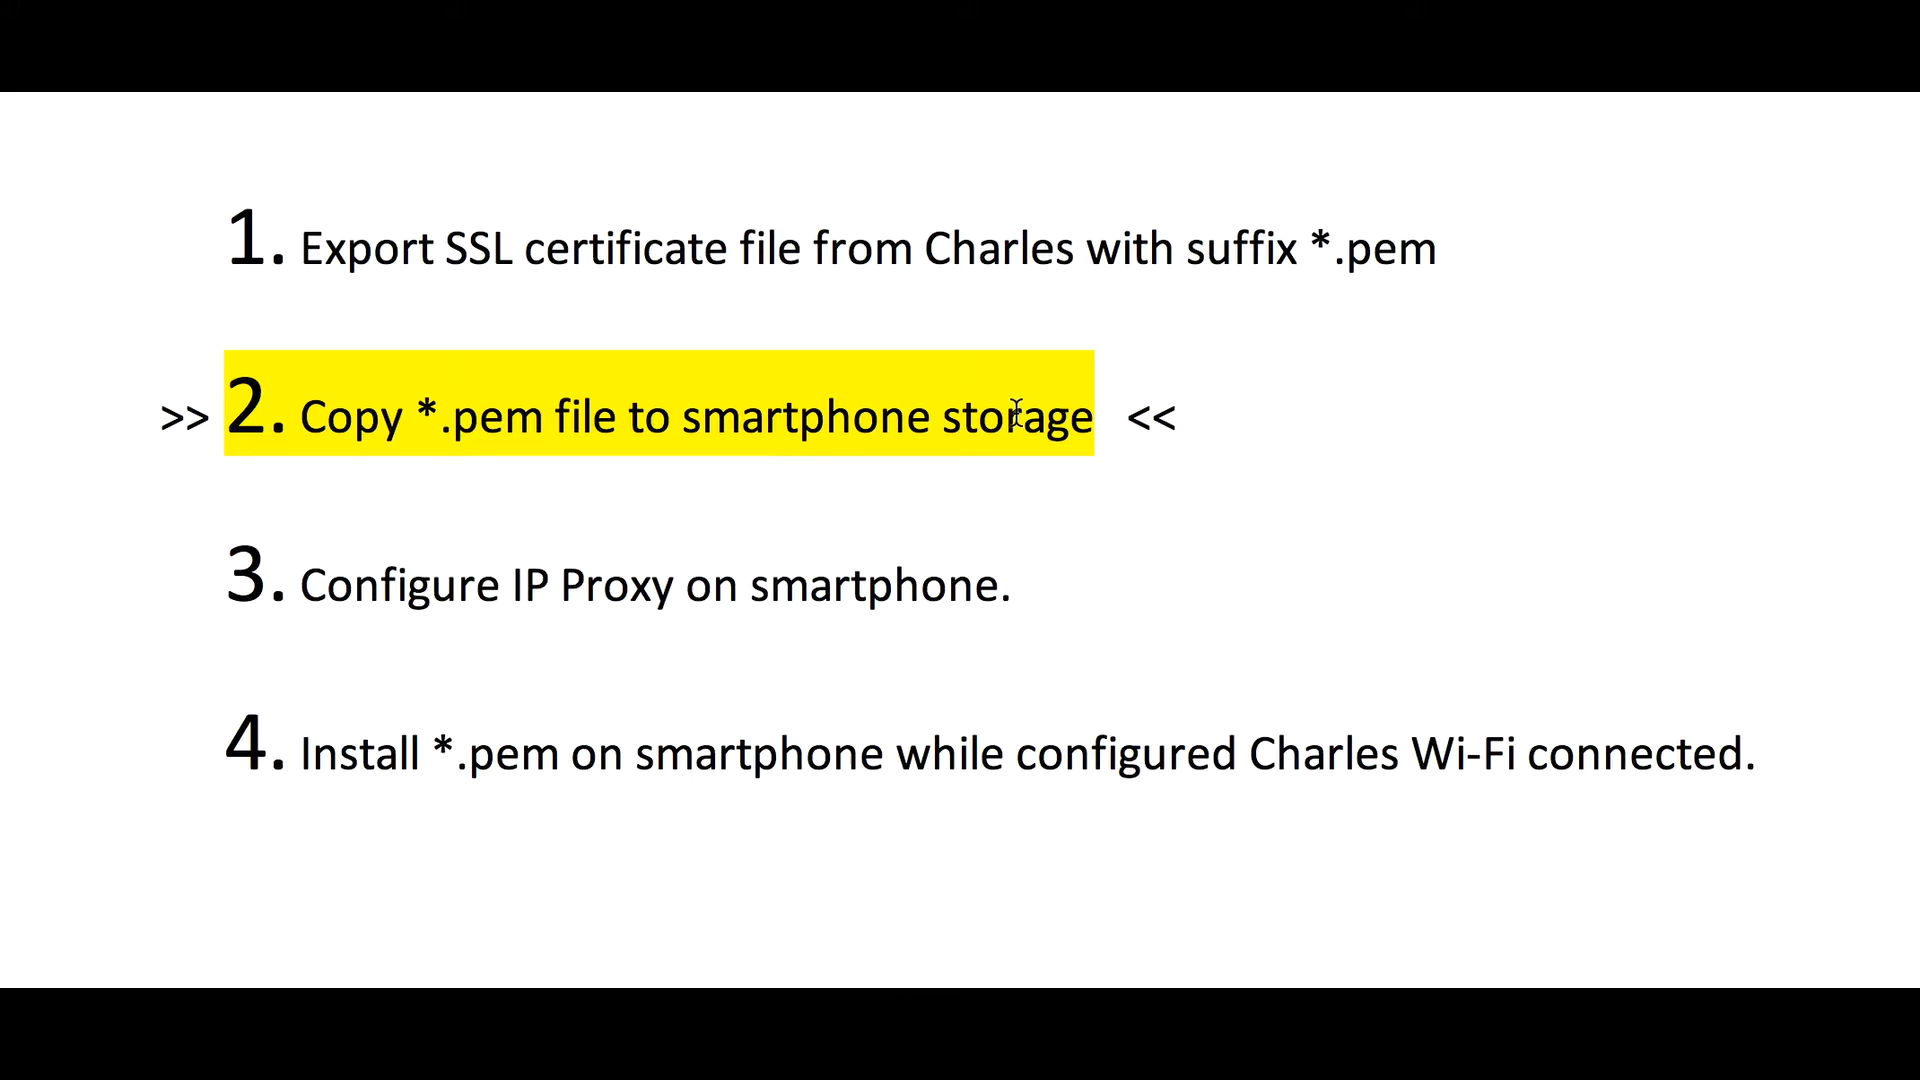 1. Export SSL certificate file from Charles with suffix *.pem
>> 2. Copy *.pem file to smartphone storage <<
3. Configure IP Proxy on smartphone.
4. Install *.pem on smartphone while configured Charles Wi-Fi connected.